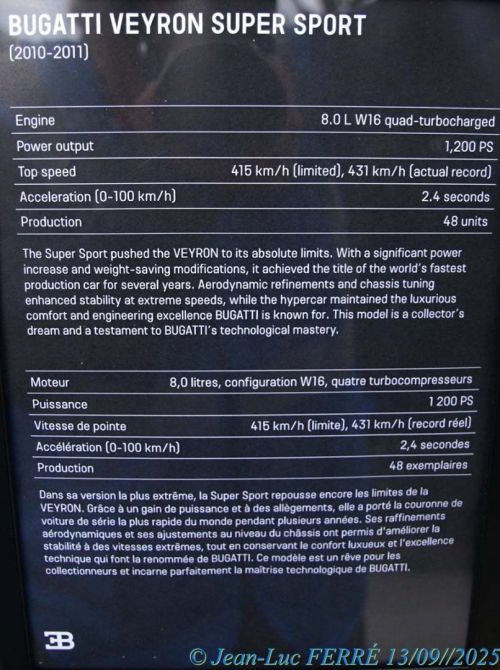 BUGATTI VEYRON SUPER SPORT
(2010-2011)
Engine 8.0 L W16 quad-turbocharged
Power output 1,200 PS
Top speed 415 km/h (limited), 431 km/h (actual record)
Acceleration (0-100 km/h) 2.4 seconds
Production 48 units
The Super Sport pushed the VEYRON to its absolute limits. With a significant power
increase and weight-saving modifications, it achieved the title of the world's fastest
production car for several years. Aerodynamic refinements and chassis tuning
enhanced stability at extreme speeds, while the hypercar maintained the luxurious
comfort and engineering excellence BUGATTI is known for. This model is a collector's
dream and a testament to BUGATTI's technological mastery.
Moteur 8,0 litres, configuration W16, quatre turbocompresseurs
Puissance 1 200 PS
Vitesse de pointe 415 km/h (limite), 431 km/h (record réel)
Accélération (0-100 km/h) 2,4 secondes
Production 48 exemplaires
Dans sa version la plus extrême, la Super Sport repousse encore les limites de la
VEYRON. Grâce à un gain de puissance et à des allègements, elle a porté la couronne de
voiture de série la plus rapide du monde pendant plusieurs années. Ses raffinements
aérodynamiques et ses ajustements au niveau du châssis ont permis d'améliorer la
stabilité à des vitesses extrêmes, tout en conservant le confort luxueux et l'excellence
technique qui font la renommée de BUGATTI. Ce modèle est un rêve pour les
collectionneurs et incarne parfaitement la maîtrise technologique de BUGATTI.
EB
© Jean-Luc FERRÉ 13/09//2025